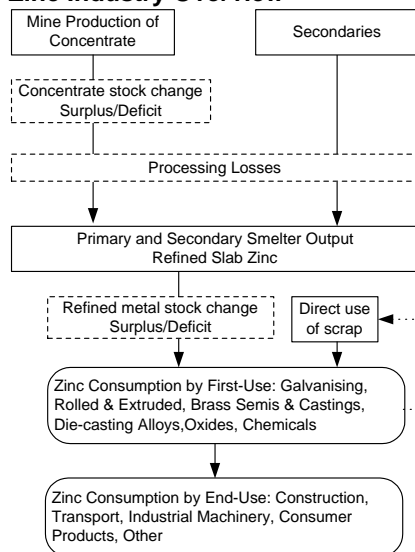 Zinc Industry Overview
Mine Production of
Concentrate
Secondaries
Concentrate stock change
Surplus/Deficit
Processing Losses
Primary and Secondary Smelter Output
Refined Slab Zinc
Refined metal stock change
Surplus/Deficit
Direct use
of scrap
Zinc Consumption by First-Use: Galvanising,
Rolled & Extruded, Brass Semis & Castings,
Die-casting Alloys,Oxides, Chemicals
Zinc Consumption by End-Use: Construction,
Transport, Industrial Machinery, Consumer
Products, Other